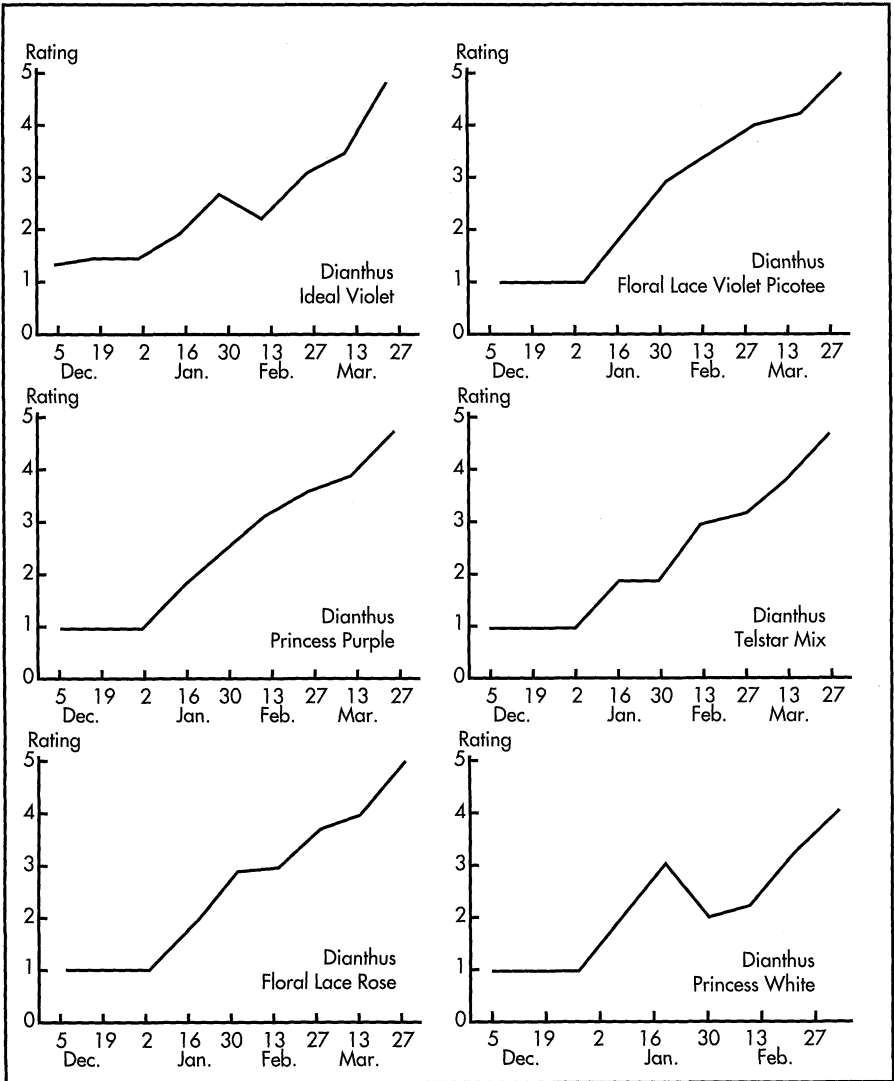 Rating
5
4
3
2
1
0
Dianthus
Ideal Violet
5 19 2 16 30 13 27 13 27
Dec. Jan. Feb. Mar.
Rating
5
4
3
2
1
0
Dianthus
Floral Lace Violet Picotee
5 19 2 16 30 13 27 13 27
Dec. Jan. Feb. Mar.
Rating
5
4
3
2
1
0
Dianthus
Princess Purple
5 19 2 16 30 13 27 13 27
Dec. Jan. Feb. Mar.
Rating
5
4
3
2
1
0
Dianthus
Telstar Mix
5 19 2 16 30 13 27 13 27
Dec. Jan. Feb. Mar.
Rating
5
4
3
2
1
0
Dianthus
Floral Lace Rose
5 19 2 16 30 13 27 13 27
Dec. Jan. Feb. Mar.
Rating
5
4
3
2
1
0
Dianthus
Princess White
5 19 2 16 30 13 27
Dec. Jan. Feb.